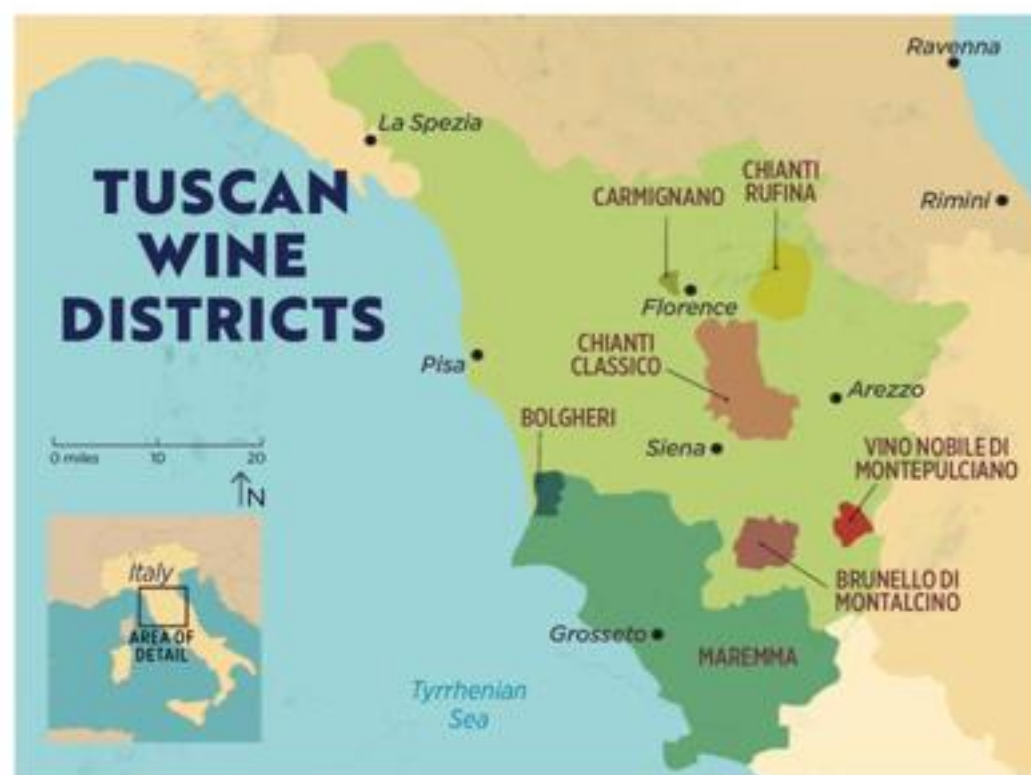 TUSCAN
WINE
DISTRICTS
Ravenna
La Spezia
CHIANTI
RUFINA
CARMIGNANO
Rimini
Florence
CHIANTI
CLASSICO
Pisa
Arezzo
BOLGHERI
Siena
VINO NOBILE DI
MONTEPULCIANO
0 miles 10 20
N
Italy
AREA OF
DETAIL
BRUNELLO DI
MONTALCINO
Grosseto
MAREMMA
Tyrrhenian
Sea